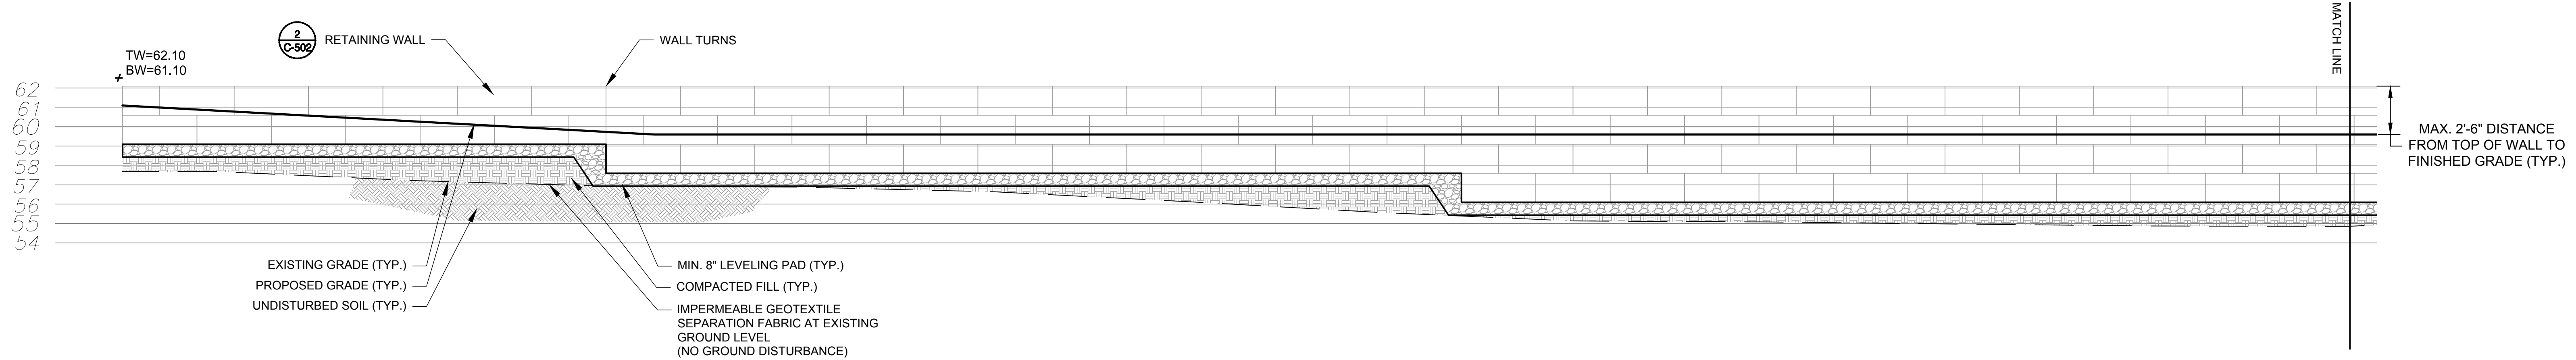 2
C-502
RETAINING WALL
WALL TURNS
MATCH LINE
TW=62.10
BW=61.10
62
61
60
59
58
57
56
55
54
MAX. 2'-6" DISTANCE
FROM TOP OF WALL TO
FINISHED GRADE (TYP.)
EXISTING GRADE (TYP.)
PROPOSED GRADE (TYP.)
UNDISTURBED SOIL (TYP.)
MIN. 8" LEVELING PAD (TYP.)
COMPACTED FILL (TYP.)
IMPERMEABLE GEOTEXTILE
SEPARATION FABRIC AT EXISTING
GROUND LEVEL
(NO GROUND DISTURBANCE)